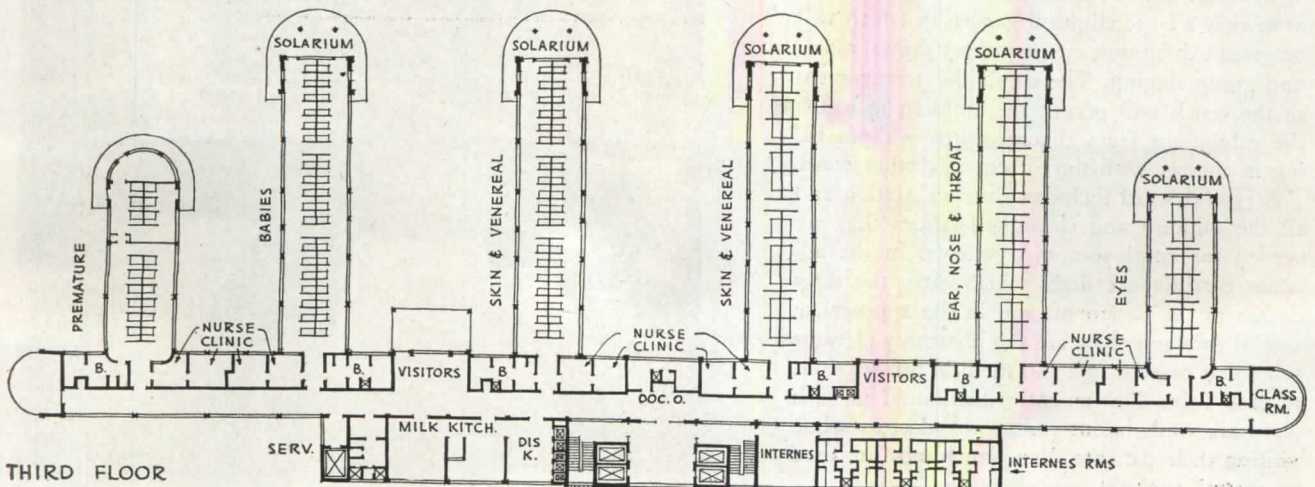 SOLARIUM
SOLARIUM
SOLARIUM
SOLARIUM
SOLARIUM
PREMATURE
BABIES
SKIN & VENEREAL
SKIN & VENEREAL
EAR, NOSE & THROAT
EYES
NURSE
CLINIC
NURSE
CLINIC
NURSE
CLINIC
B.
B.
VISITORS
B
DOC. O.
B.
VISITORS
B
B.
CLASS
RM.
SERV.
MILK KITCH.
DIS
K.
INTERNES
INTERNES RMS
THIRD FLOOR